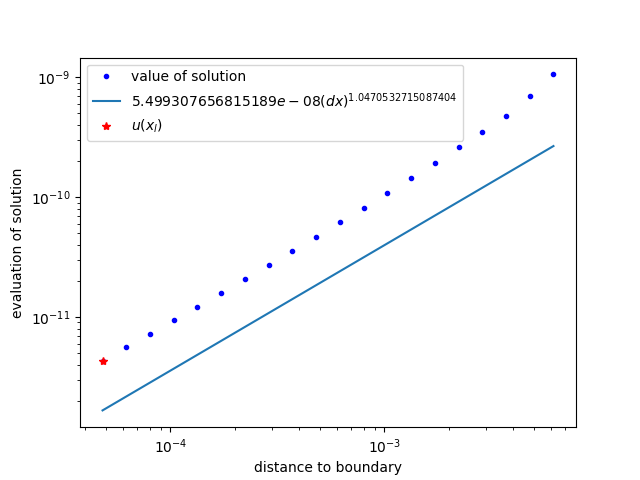 value of solution
5.499307656815189e − 08(dx)^1.0470532715087404
u(x_l)
10^−9
10^−10
10^−11
evaluation of solution
10^−4
10^−3
distance to boundary